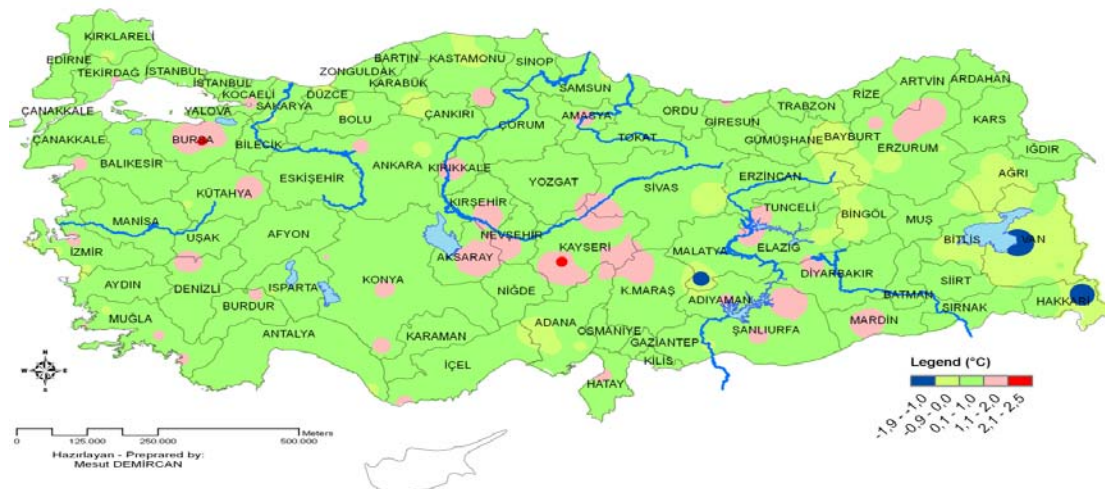 KIRKLARELİ
EDİRNE
TEKİRDAĞ
İSTANBUL
İSTANBUL
KOCAELİ
SAKARYA
YALOVA
ÇANAKKALE
ÇANAKKALE
BURSA
BİLECİK
BALIKESİR
ZONGULDAK
DÜZCE
BOLU
BARTIN
KARABÜK
KASTAMONU
SİNOP
ÇANKIRI
SAMSUN
ÇORUM
AMASYA
TOKAT
ORDU
GİRESUN
TRABZON
GÜMÜŞHANE
RİZE
BAYBURT
ARTVİN
ARDAHAN
KARS
ERZURUM
IĞDIR
AĞRI
ERZİNCAN
ANKARA
KIRIKKALE
YOZGAT
SİVAS
ESKİŞEHİR
KÜTAHYA
MANİSA
UŞAK
AFYON
İZMİR
KIRŞEHİR
NEVŞEHİR
AKSARAY
KAYSERİ
TUNCELİ
BİNGÖL
MUŞ
BİTLİS
VAN
ELAZIĞ
MALATYA
DİYARBAKIR
SİİRT
BATMAN
ŞIRNAK
HAKKARİ
MARDİN
ŞANLIURFA
ADIYAMAN
K.MARAŞ
NİĞDE
KONYA
ISPARTA
AYDIN
DENİZLİ
BURDUR
MUĞLA
ANTALYA
KARAMAN
İÇEL
ADANA
OSMANİYE
GAZİANTEP
KİLİS
HATAY
N
W
E
S
Legend (°C)
-1,9 - -1,0
-0,9 - 0,0
0,1 - 1,0
1,1 - 2,0
2,1 - 2,5
0 125.000 250.000 500.000 Meters
Hazırlayan - Preprared by:
Mesut DEMİRCAN